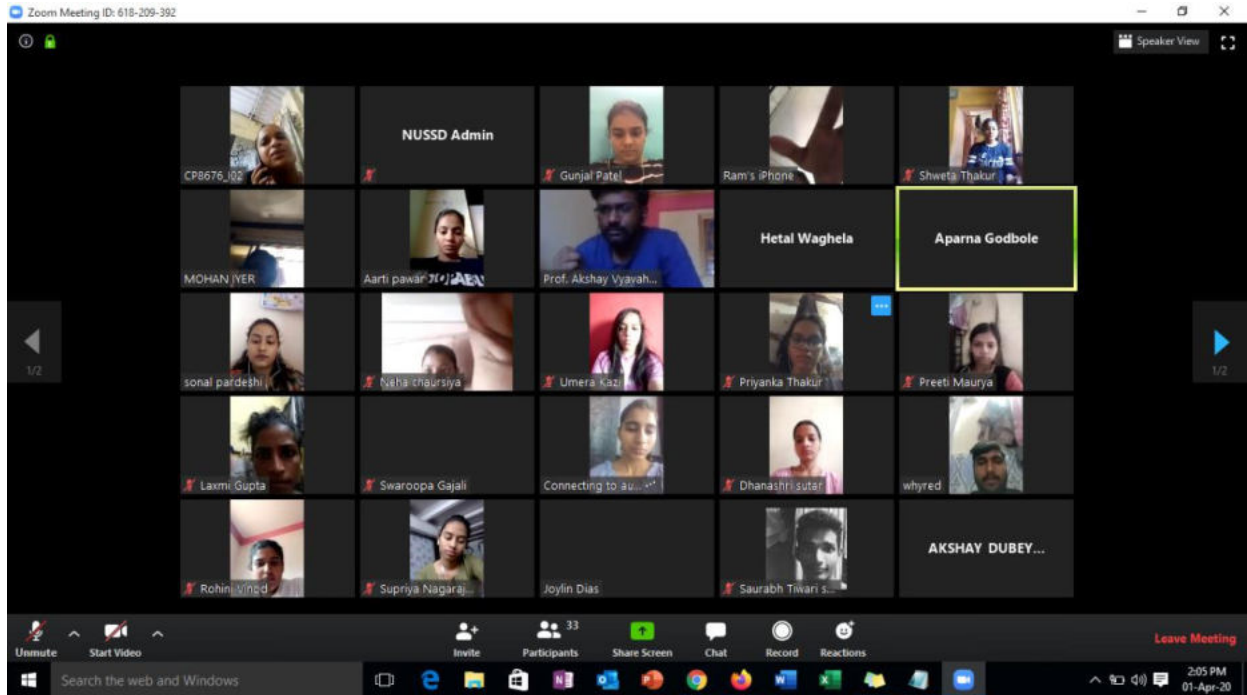 Zoom Meeting ID: 618-209-392
Speaker View
CP8676_I02
NUSSD Admin
Gunjal Patel
Ram's iPhone
Shweta Thakur
MOHAN IYER
Aarti pawar
Prof. Akshay Vyavah...
Hetal Waghela
Aparna Godbole
1/2
sonal pardeshi
Neha chaursiya
Umera Kazi
Priyanka Thakur
Preeti Maurya
1/2
Laxmi Gupta
Swaroopa Gajali
Connecting to au...
Dhanashri sutar
whyred
Rohini Vinod
Supriya Nagaraj...
Joylin Dias
Saurabh Tiwari s...
AKSHAY DUBEY...
Unmute
Start Video
Invite
33
Participants
Share Screen
Chat
Record
Reactions
Leave Meeting
Search the web and Windows
2:05 PM
01-Apr-20